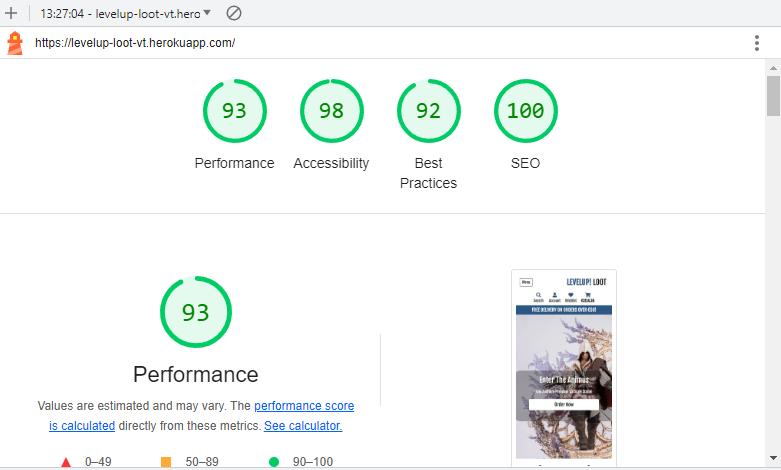 13:27:04 - levelup-loot-vt.hero
https://levelup-loot-vt.herokuapp.com/
93 98 92 100
Performance Accessibility Best Practices SEO
93
Performance
Values are estimated and may vary. The performance score
is calculated directly from these metrics. See calculator.
0–49 50–89 90–100
Menu LEVELUP! LOOT
Search Account Wishlist
FREE DELIVERY ON ORDERS OVER
Enter The Animus
Order Now